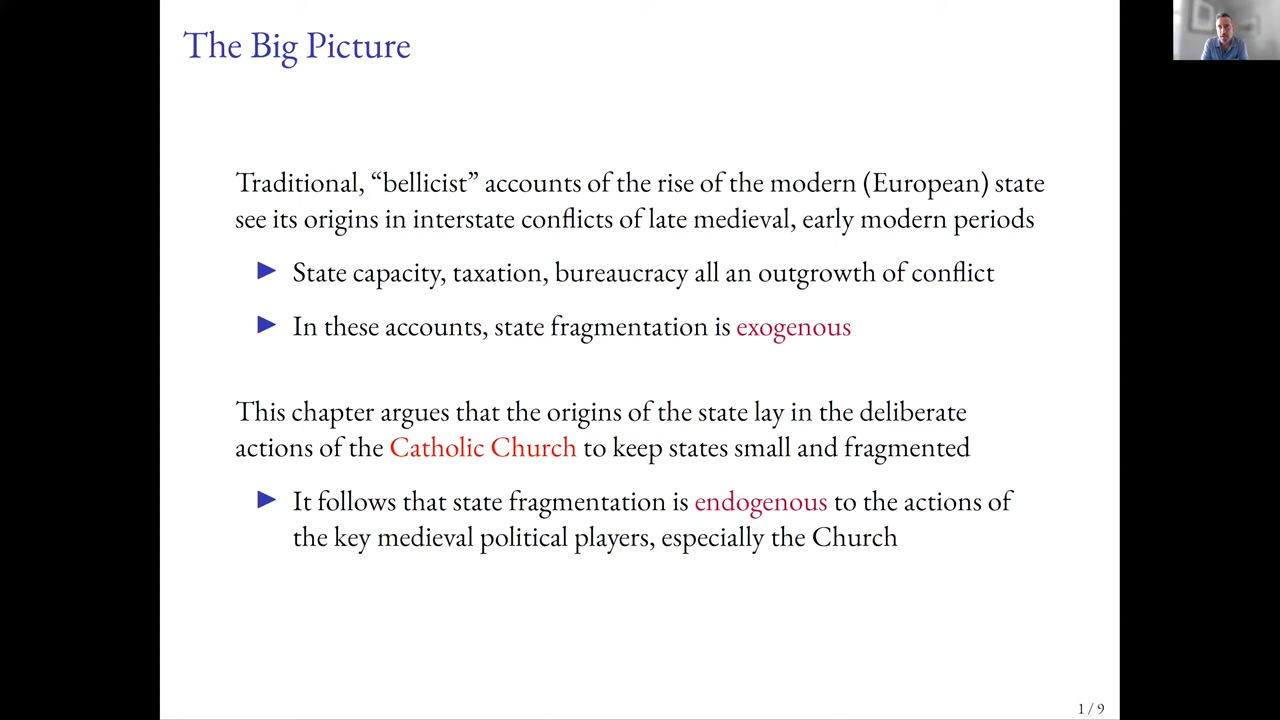 The Big Picture
Traditional, “bellicist” accounts of the rise of the modern (European) state
see its origins in interstate conflicts of late medieval, early modern periods
▶ State capacity, taxation, bureaucracy all an outgrowth of conflict
▶ In these accounts, state fragmentation is exogenous
This chapter argues that the origins of the state lay in the deliberate
actions of the Catholic Church to keep states small and fragmented
▶ It follows that state fragmentation is endogenous to the actions of
the key medieval political players, especially the Church
1 / 9